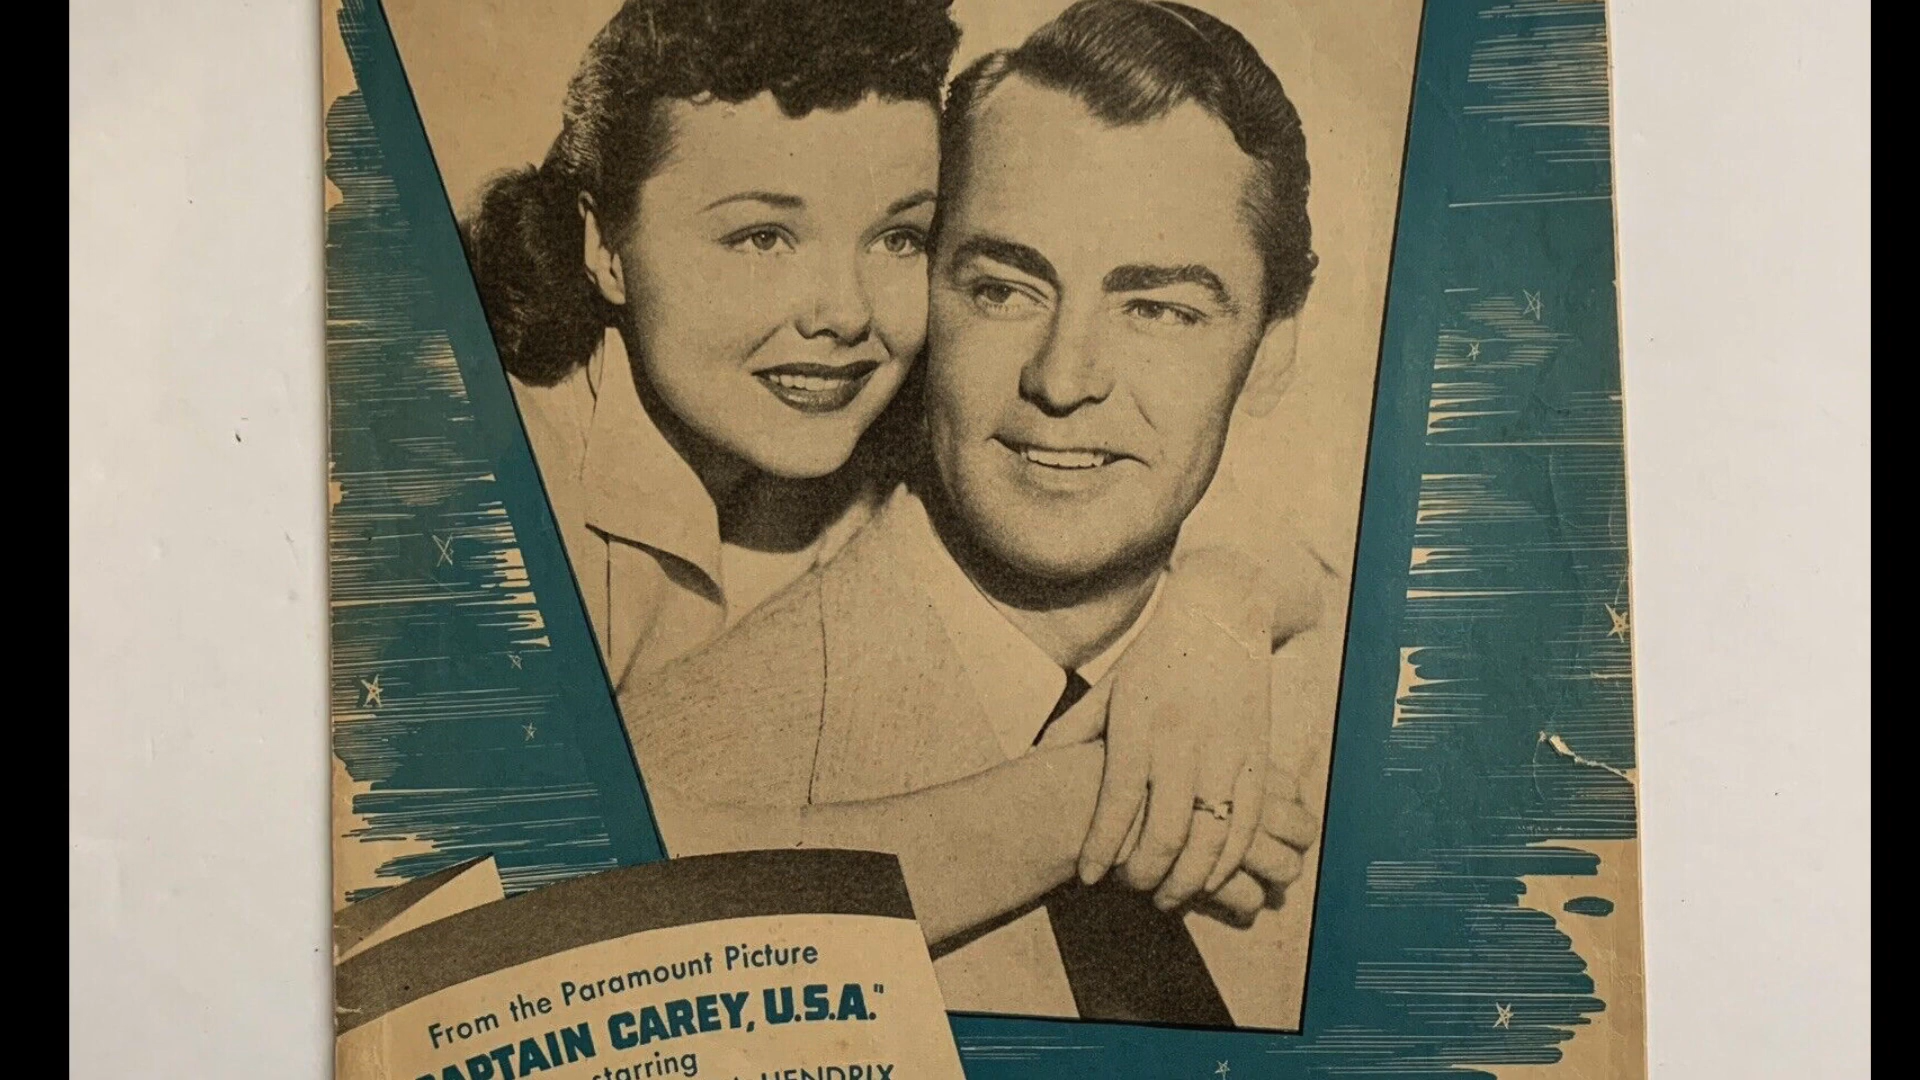 From the Paramount Picture
CAPTAIN CAREY, U.S.A."
starring
HENDRIX